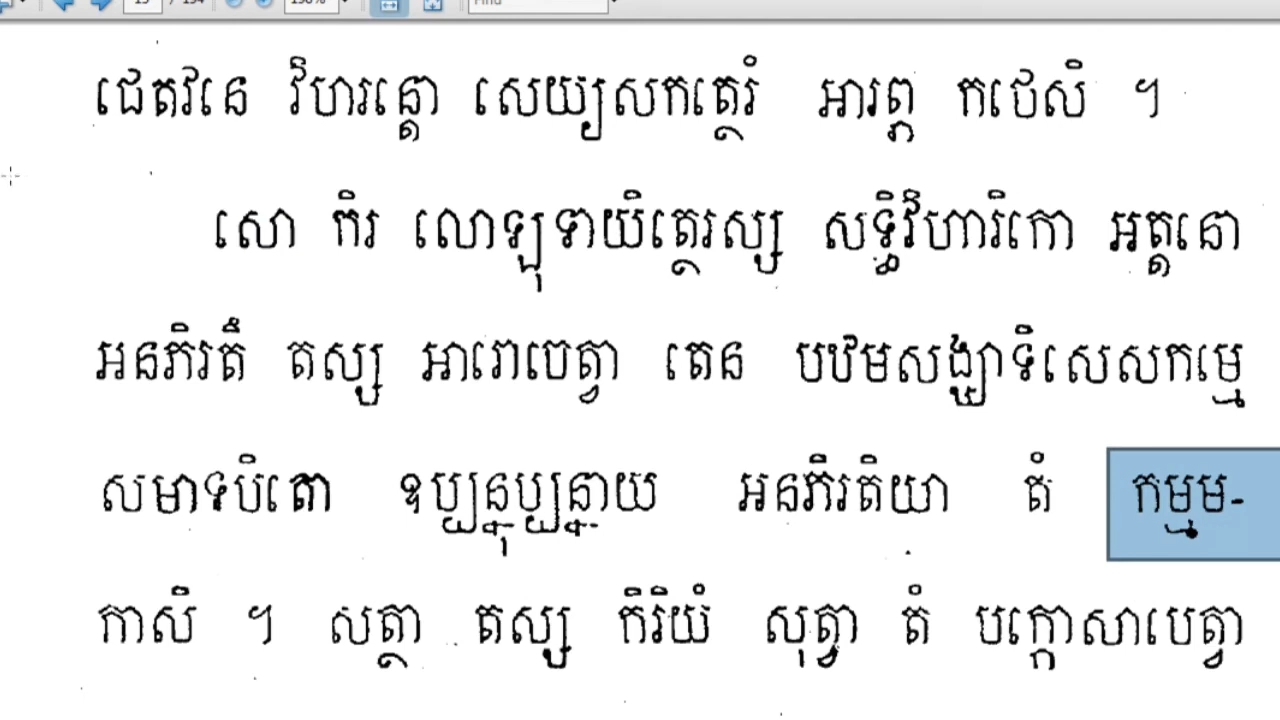 ជេតវនេ វិហរន្តោ សេយ្យសកត្ថេរំ អារព្ភ កថេសិ ។
សោ កិរ លោឡុទាយិត្ថេរស្ស សទ្ធិវិហារិកោ អត្តនោ
អនភិរតឹ តស្ស អារោចេត្វា តេន បឋមសង្ឃាទិសេសកម្មេ
សមាទបិតោ ឧប្បន្នុប្បន្នាយ អនភិរតិយា តំ កម្មម-
កាសិ ។ សត្ថា តស្ស កិរិយំ សុត្វា តំ បក្កោសាបេត្វា